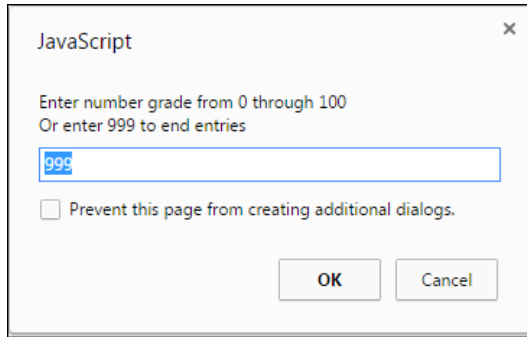 JavaScript
Enter number grade from 0 through 100
Or enter 999 to end entries
999
Prevent this page from creating additional dialogs.
OK Cancel